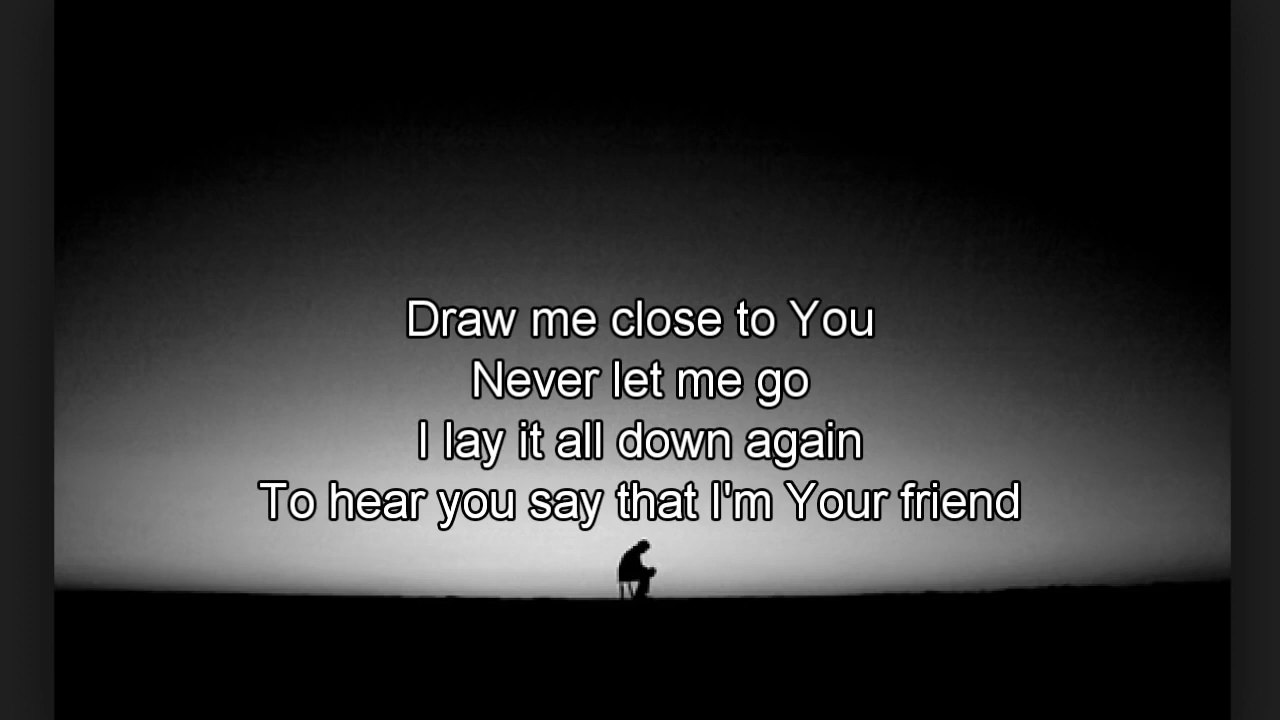 Draw me close to You
Never let me go
I lay it all down again
To hear you say that I'm Your friend